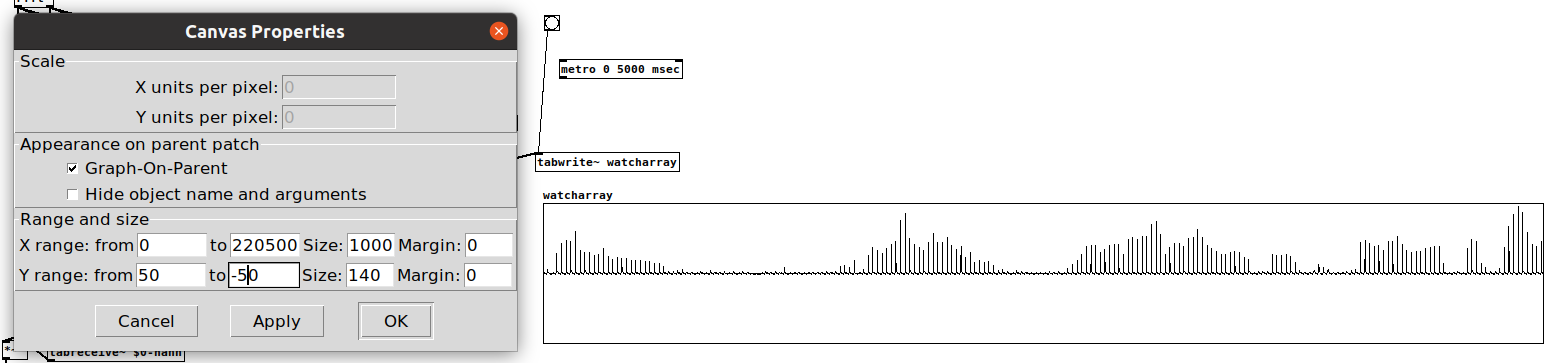 Canvas Properties
Scale
X units per pixel: 0
Y units per pixel: 0
Appearance on parent patch
Graph-On-Parent
Hide object name and arguments
Range and size
X range: from 0 to 220500 Size: 1000 Margin: 0
Y range: from 50 to -50 Size: 140 Margin: 0
Cancel Apply OK
metro 0 5000 msec
tabwrite~ watcharray
watcharray
tabreceive~ $0-hann